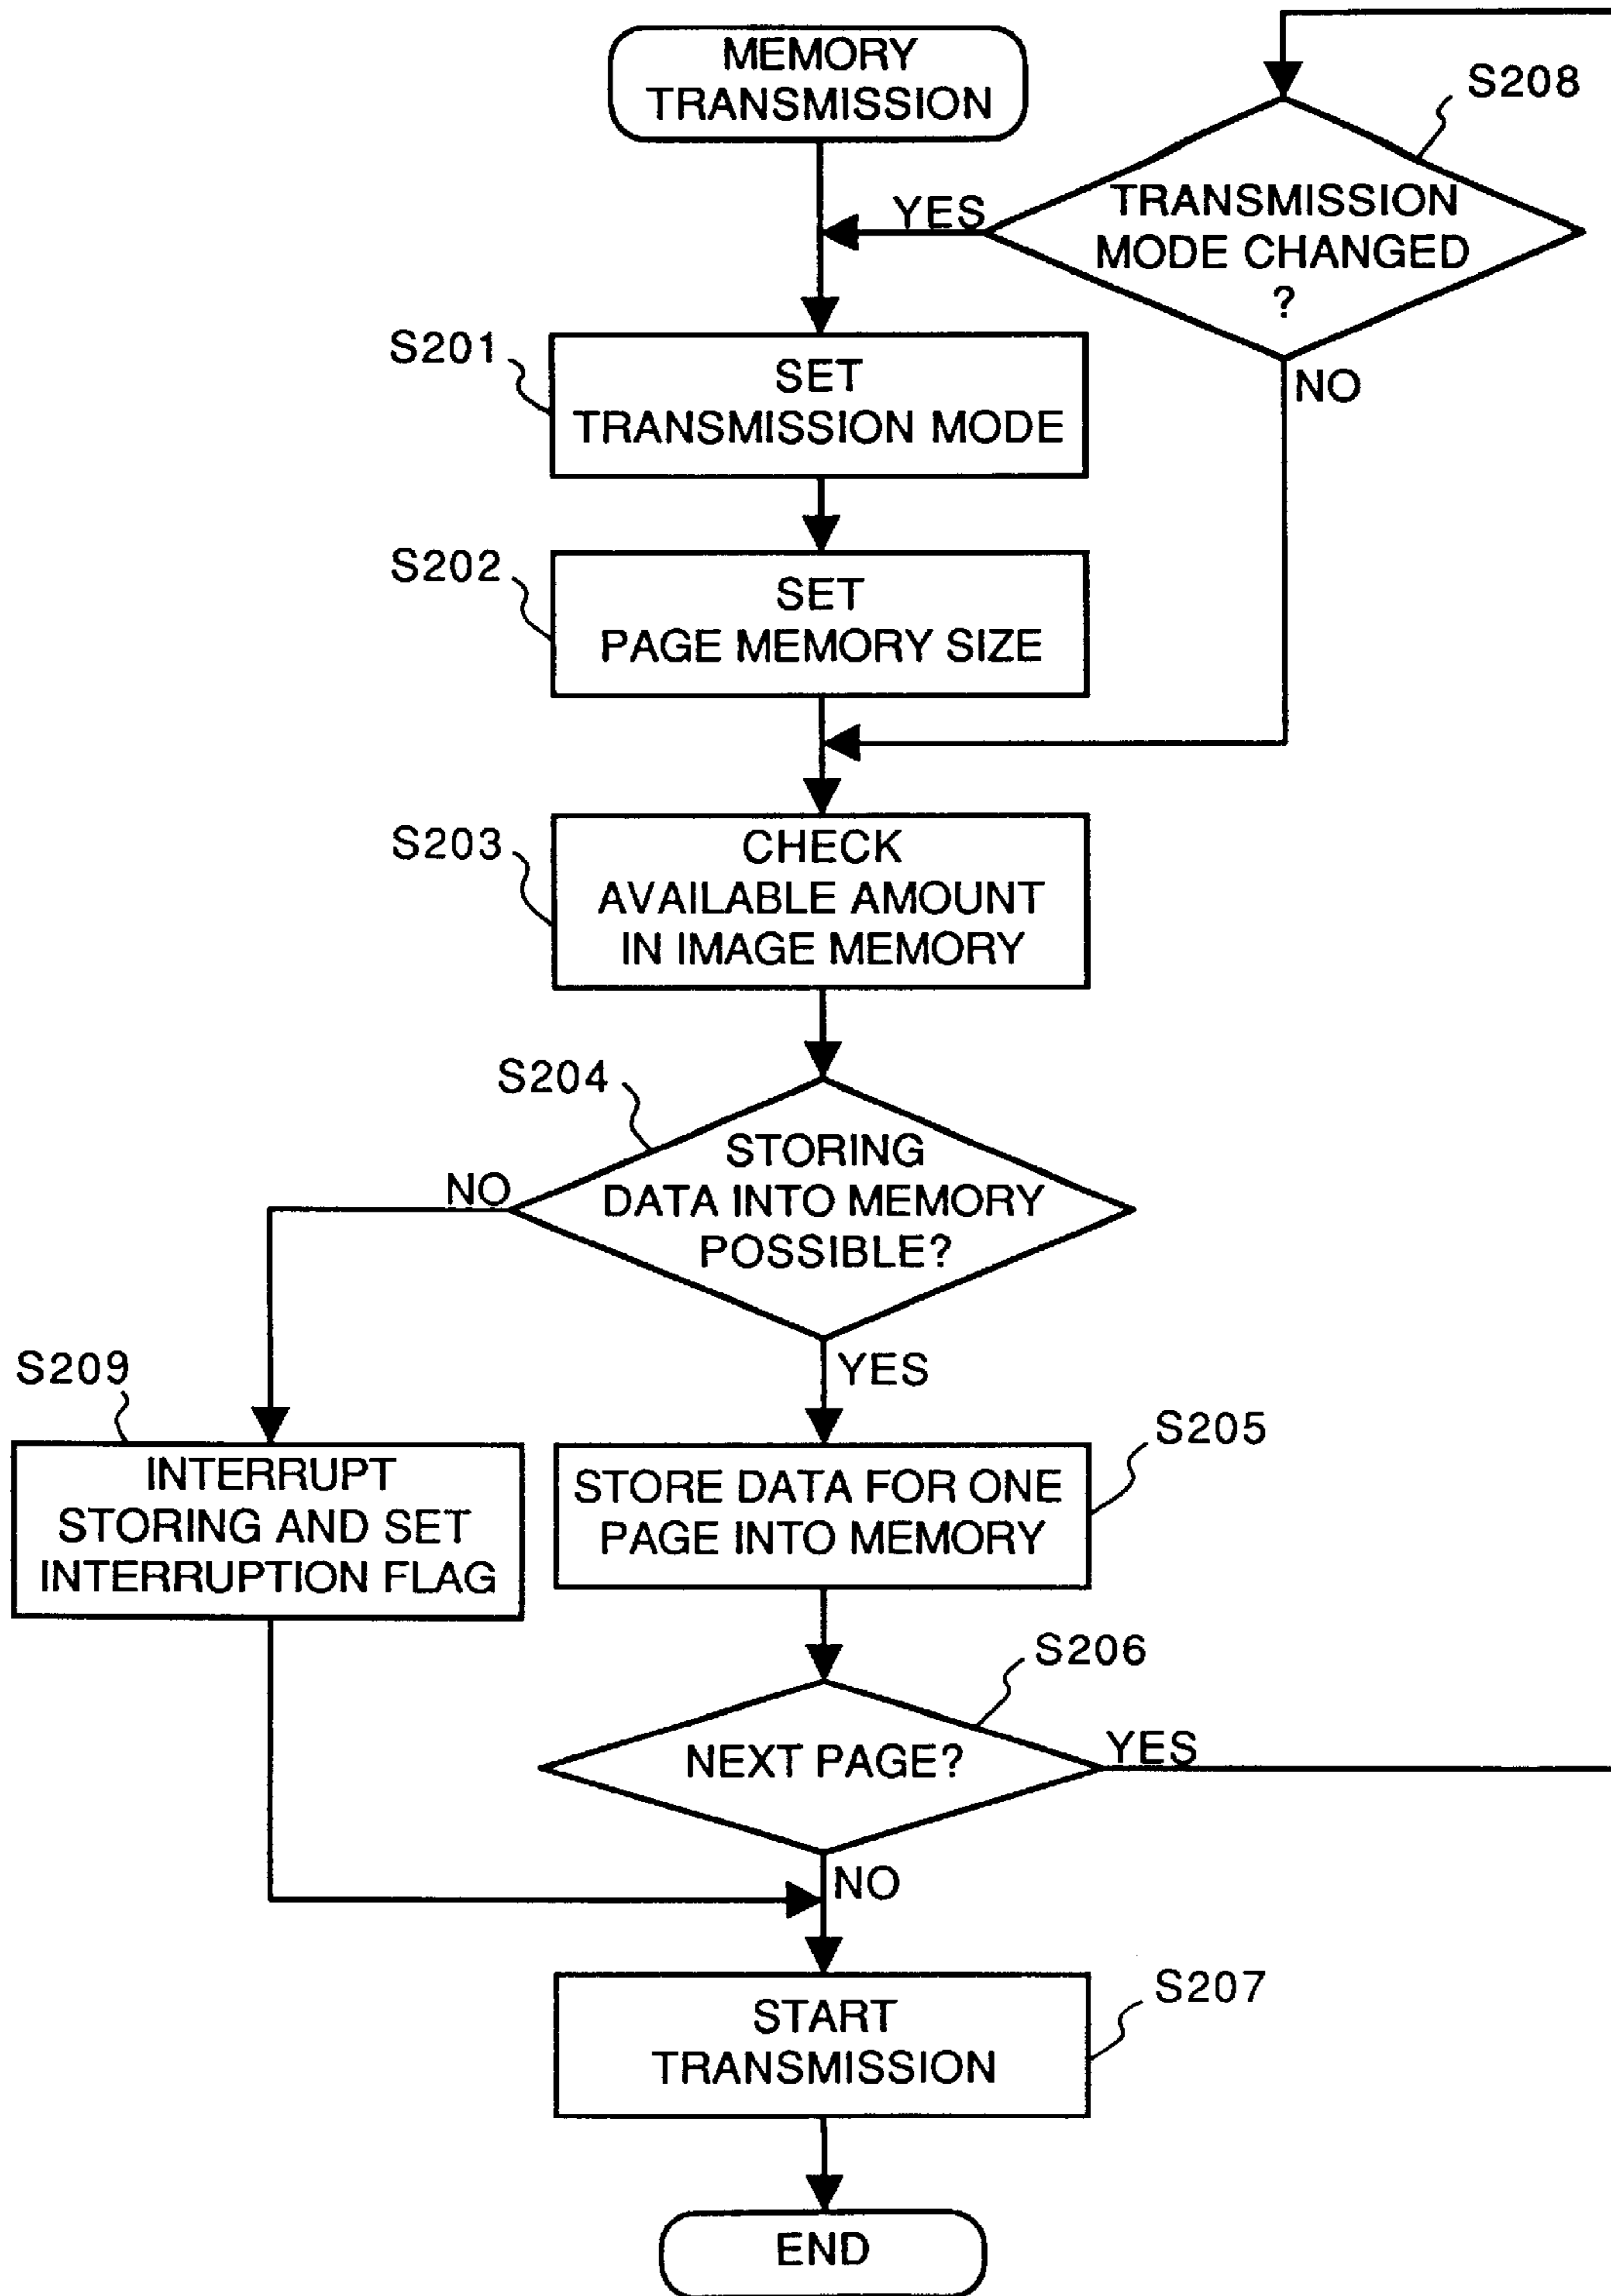 MEMORY
TRANSMISSION
S208
YES
TRANSMISSION
MODE CHANGED
?
NO
S201
SET
TRANSMISSION MODE
S202
SET
PAGE MEMORY SIZE
S203
CHECK
AVAILABLE AMOUNT
IN IMAGE MEMORY
S204
STORING
DATA INTO MEMORY
POSSIBLE?
NO
YES
S209
INTERRUPT
STORING AND SET
INTERRUPTION FLAG
S205
STORE DATA FOR ONE
PAGE INTO MEMORY
S206
NEXT PAGE?
YES
NO
S207
START
TRANSMISSION
END